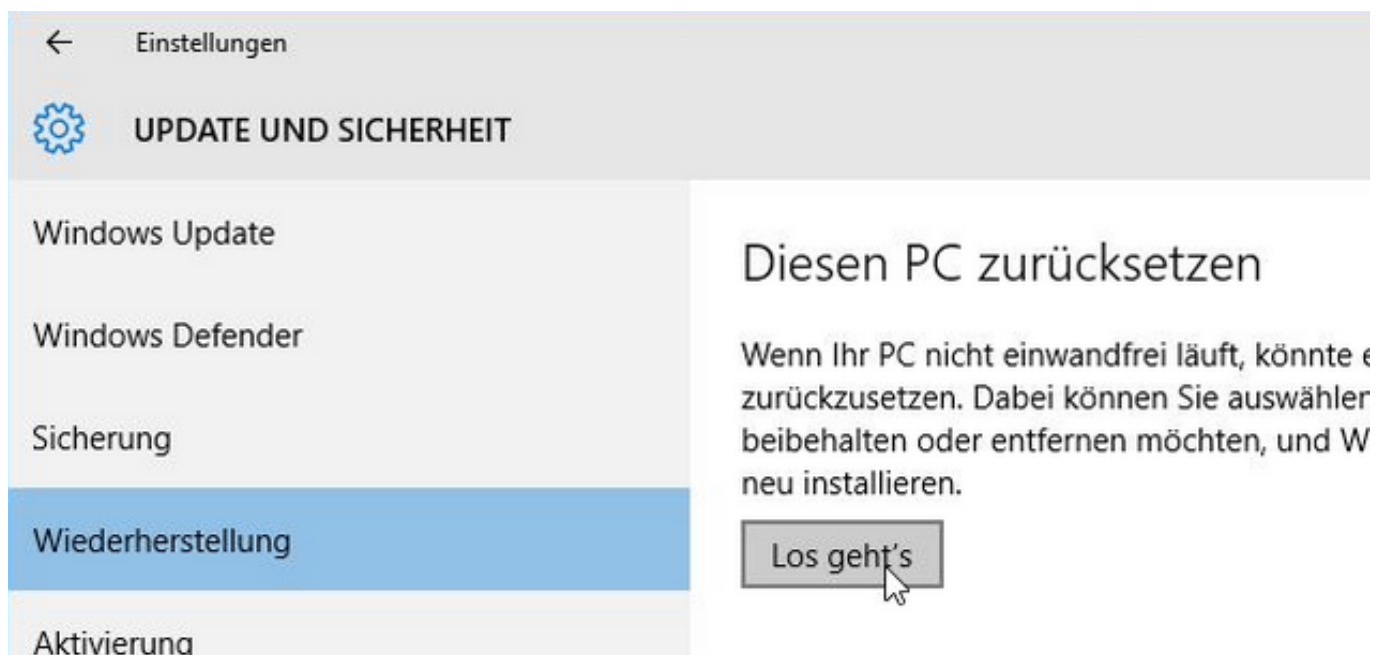 Einstellungen
UPDATE UND SICHERHEIT
Windows Update
Windows Defender
Sicherung
Wiederherstellung
Aktivierung
Diesen PC zurücksetzen
Wenn Ihr PC nicht einwandfrei läuft, könnte
zurückzusetzen. Dabei können Sie
beibehalten oder entfernen möchten, und
neu installieren.
Los geht's